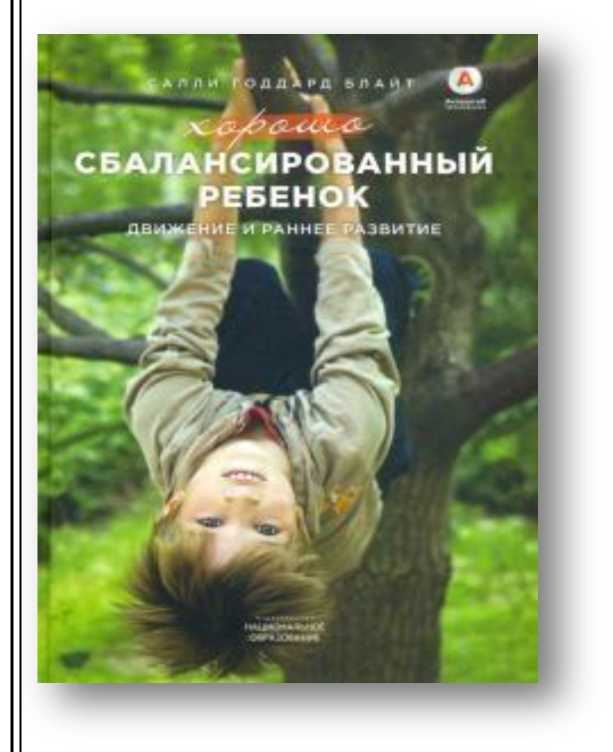 САЛЛИ ГОДДАРД БЛАЙТ
А
хорошо
СБАЛАНСИРОВАННЫЙ
РЕБЕНОК
ДВИЖЕНИЕ И РАННЕЕ РАЗВИТИЕ
НАЦИОНАЛЬНОЕ
ОБРАЗОВАНИЕ